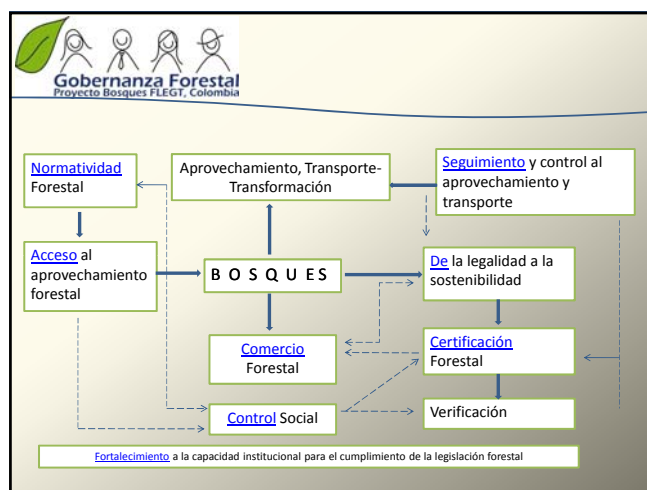 Gobernanza Forestal
Proyecto Bosques FLEGT, Colombia
Normatividad
Forestal
Aprovechamiento, Transporte-
Transformación
Seguimiento y control al
aprovechamiento y
transporte
Acceso al
aprovechamiento
forestal
B O S Q U E S
De la legalidad a la
sostenibilidad
Comercio
Forestal
Certificación
Forestal
Control Social
Verificación
Fortalecimiento a la capacidad institucional para el cumplimiento de la legislación forestal